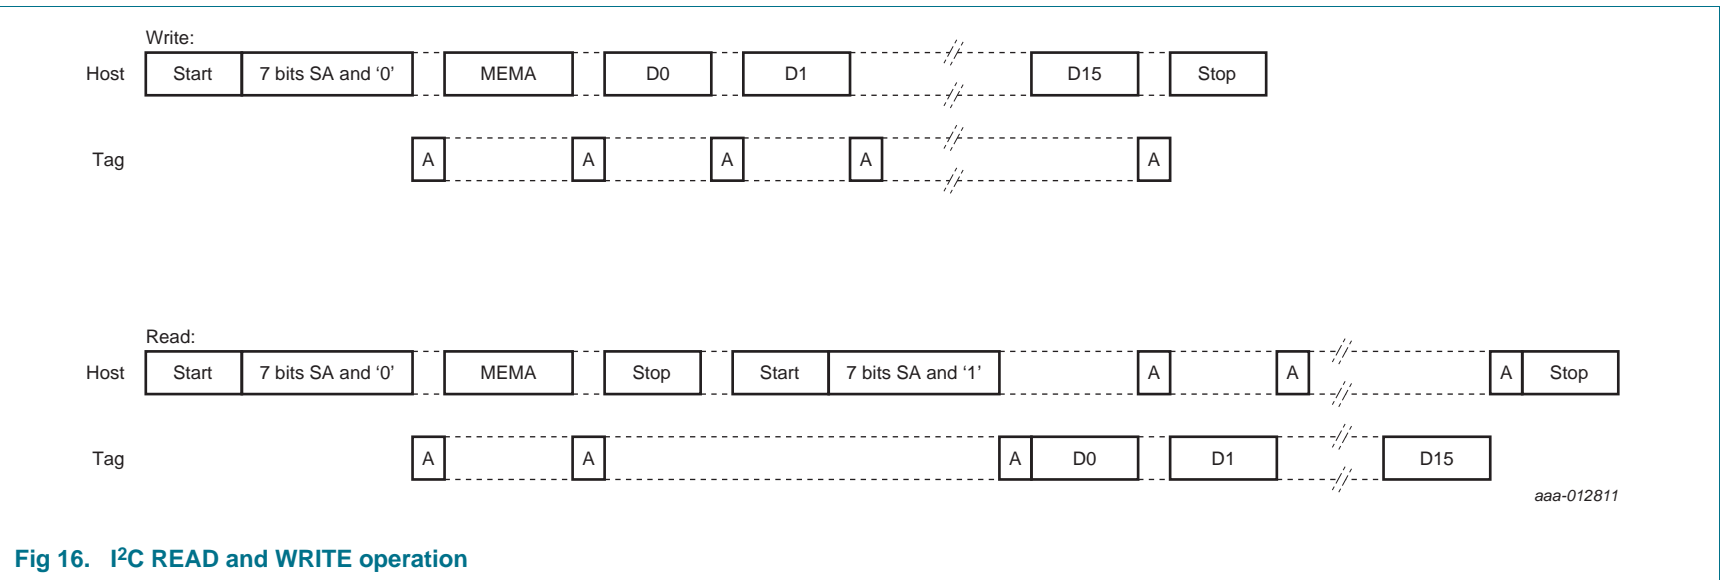 Write:
Host Start 7 bits SA and ‘0’ MEMA D0 D1 D15 Stop
Tag A A A A A
Read:
Host Start 7 bits SA and ‘0’ MEMA Stop Start 7 bits SA and ‘1’ A A A Stop
Tag A A A D0 D1 D15
aaa-012811
Fig 16. I2C READ and WRITE operation